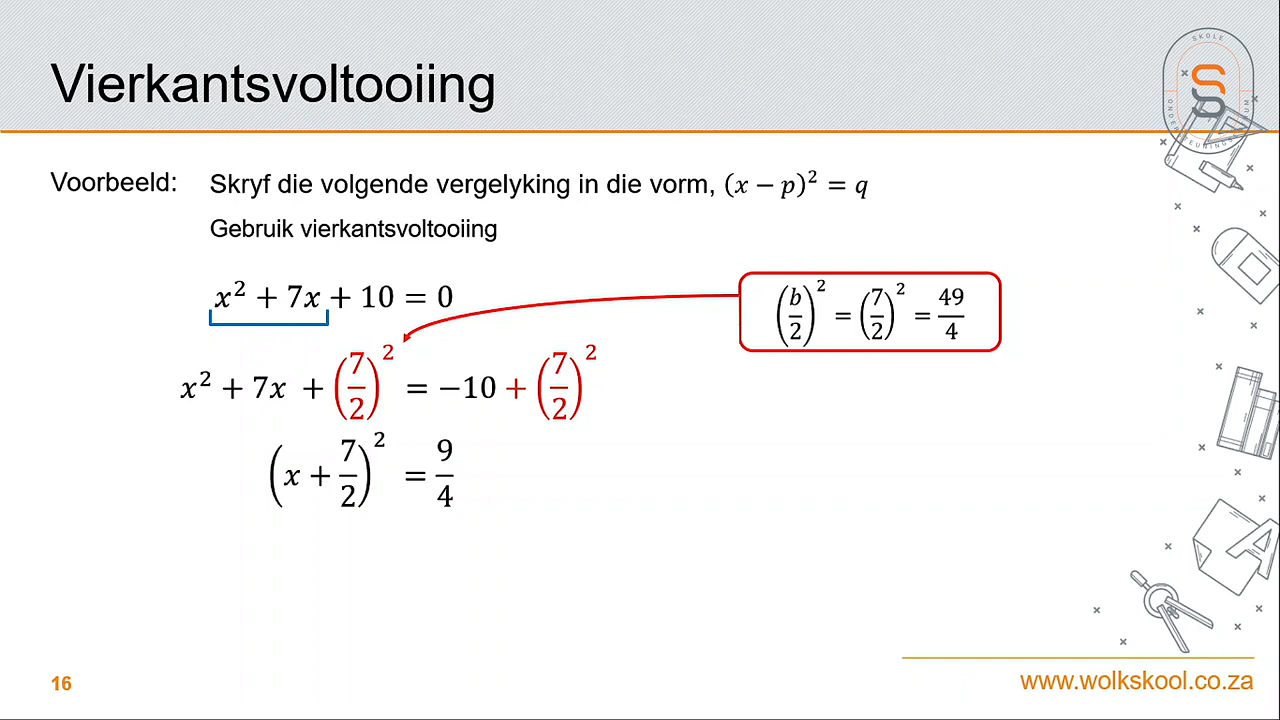 Vierkantsvoltooiing
SKOLE
Voorbeeld: Skryf die volgende vergelyking in die vorm, (x − p)² = q
Gebruik vierkantsvoltooiing
x² + 7x + 10 = 0
(b/2)² = (7/2)² = 49/4
x² + 7x + (7/2)² = −10 + (7/2)²
(x + 7/2)² = 9/4
16
www.wolkskool.co.za